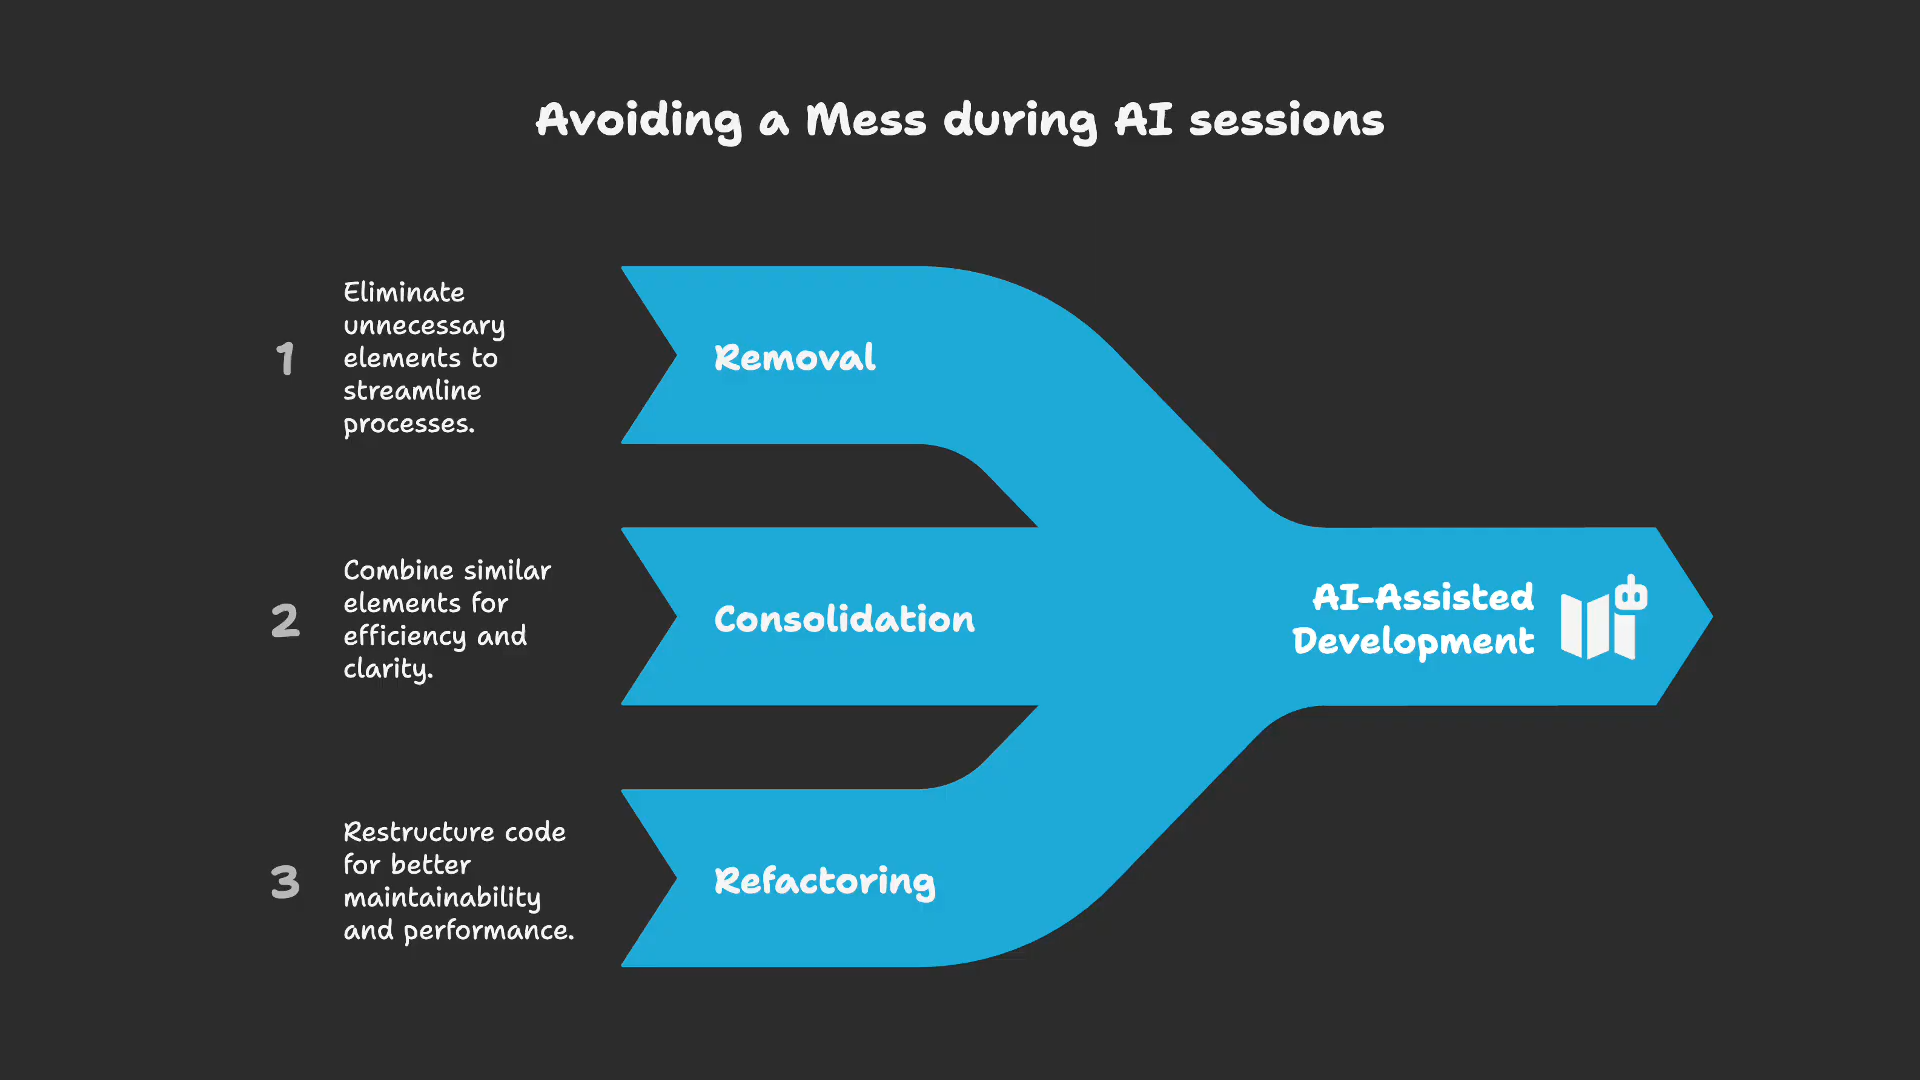 Avoiding a Mess during AI sessions
1
Eliminate
unnecessary
elements to
streamline
processes.
Removal
2
Combine similar
elements for
efficiency and
clarity.
Consolidation
3
Restructure code
for better
maintainability
and performance.
Refactoring
AI-Assisted
Development